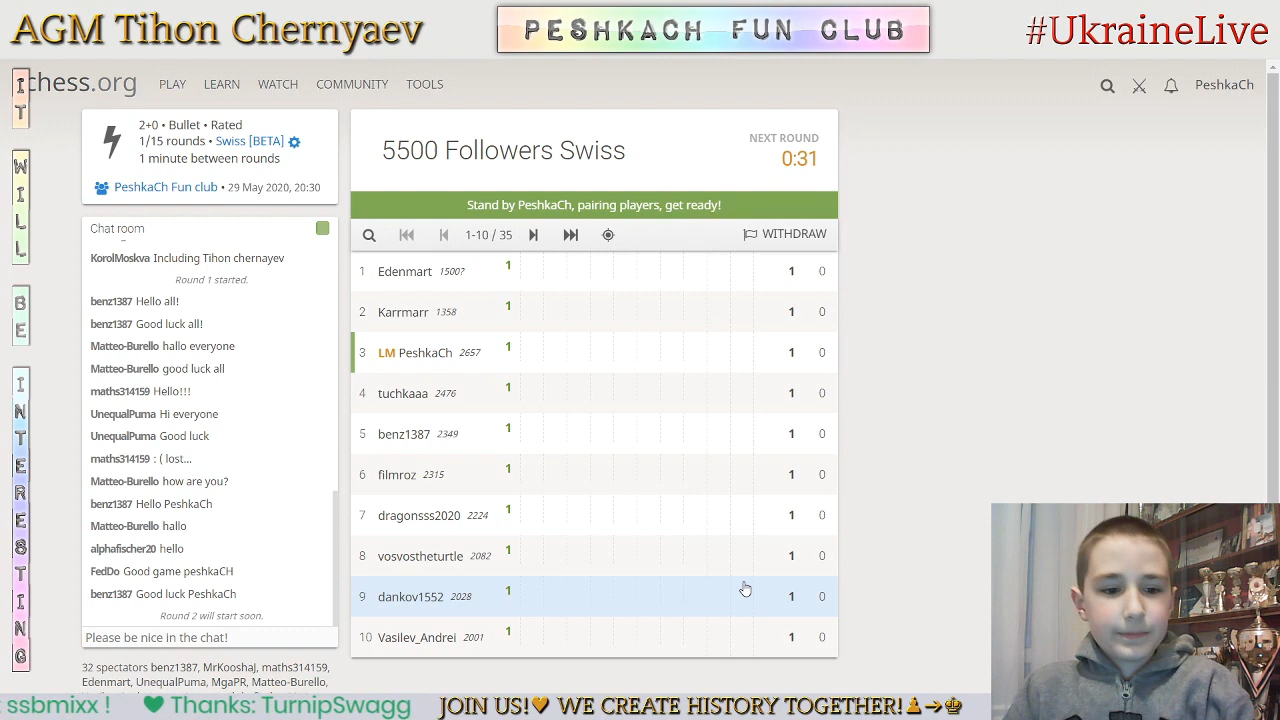 AGM Tihon Chernyaev
PESHKACH FUN CLUB
#UkraineLive
IT
WILL
BE
INTERESTING
chess.org
PLAY LEARN WATCH COMMUNITY TOOLS
PeshkaCh
2+0 • Bullet • Rated
1/15 rounds • Swiss [BETA]
1 minute between rounds
PeshkaCh Fun club • 29 May 2020, 20:30
Chat room
KorolMoskva Including Tihon chernayev
Round 1 started.
benz1387 Hello all!
benz1387 Good luck all!
Matteo-Burello hallo everyone
Matteo-Burello good luck all
maths314159 Hello!!!
UnequalPuma Hi everyone
UnequalPuma Good luck
maths314159 : ( lost...
Matteo-Burello how are you?
benz1387 Hello PeshkaCh
Matteo-Burello hallo
alphafischer20 hello
FedDo Good game peshkaCH
benz1387 Good luck PeshkaCh
Round 2 will start soon.
Please be nice in the chat!
32 spectators benz1387, MrKooshaJ, maths314159,
Edenmart, UnequalPuma, MgaPR, Matteo-Burello,
5500 Followers Swiss
NEXT ROUND
0:31
Stand by PeshkaCh, pairing players, get ready!
1-10 / 35
WITHDRAW
1 Edenmart 1500? 1 1 0
2 Karrmarr 1358 1 1 0
3 LM PeshkaCh 2657 1 1 0
4 tuchkaaa 2476 1 1 0
5 benz1387 2349 1 1 0
6 filmroz 2315 1 1 0
7 dragonsss2020 2224 1 1 0
8 vosvostheturtle 2082 1 1 0
9 dankov1552 2028 1 1 0
10 Vasilev_Andrei 2001 1 1 0
ssbmixx ! 💚 Thanks: TurnipSwagg
JOIN US!🧡 WE CREATE HISTORY TOGETHER!♟→♚